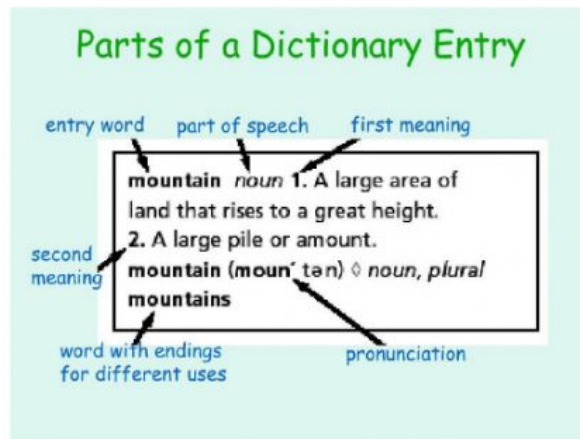 Parts of a Dictionary Entry
entry word part of speech first meaning
mountain noun 1. A large area of
land that rises to a great height.
2. A large pile or amount.
second
meaning
mountain (moun′ tən) ◊ noun, plural
mountains
word with endings
for different uses
pronunciation